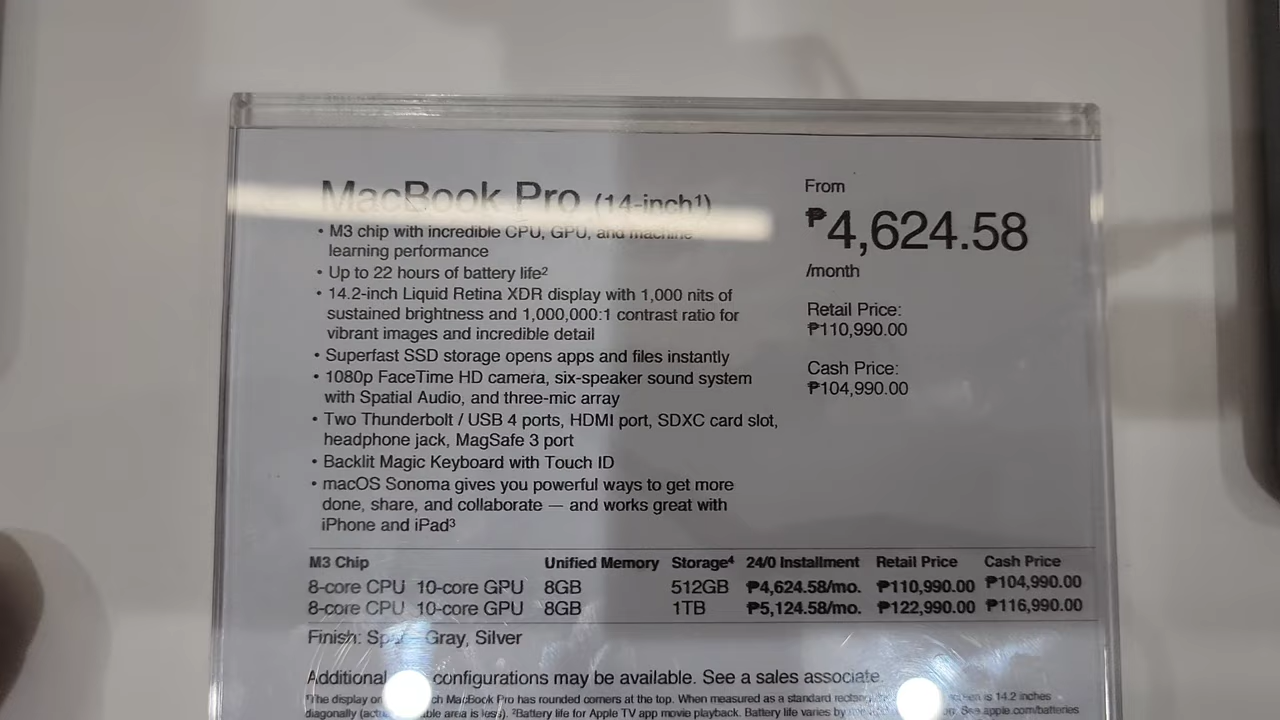 MacBook Pro (14-inch¹)
• M3 chip with incredible CPU, GPU, and machine
learning performance
• Up to 22 hours of battery life²
• 14.2-inch Liquid Retina XDR display with 1,000 nits of
sustained brightness and 1,000,000:1 contrast ratio for
vibrant images and incredible detail
• Superfast SSD storage opens apps and files instantly
• 1080p FaceTime HD camera, six-speaker sound system
with Spatial Audio, and three-mic array
• Two Thunderbolt / USB 4 ports, HDMI port, SDXC card slot,
headphone jack, MagSafe 3 port
• Backlit Magic Keyboard with Touch ID
• macOS Sonoma gives you powerful ways to get more
done, share, and collaborate — and works great with
iPhone and iPad³
From
₱4,624.58
/month
Retail Price:
₱110,990.00
Cash Price:
₱104,990.00
M3 Chip Unified Memory Storage⁴ 24/0 Installment Retail Price Cash Price
8-core CPU 10-core GPU 8GB 512GB ₱4,624.58/mo. ₱110,990.00 ₱104,990.00
8-core CPU 10-core GPU 8GB 1TB ₱5,124.58/mo. ₱122,990.00 ₱116,990.00
Finish: Gray, Silver
Additional configurations may be available. See a sales associate.
¹The display on MacBook Pro has rounded corners at the top. When measured as a standard is 14.2 inches
diagonally area is less). ²Battery life for Apple TV app movie playback. Battery life varies by See apple.com/batteries